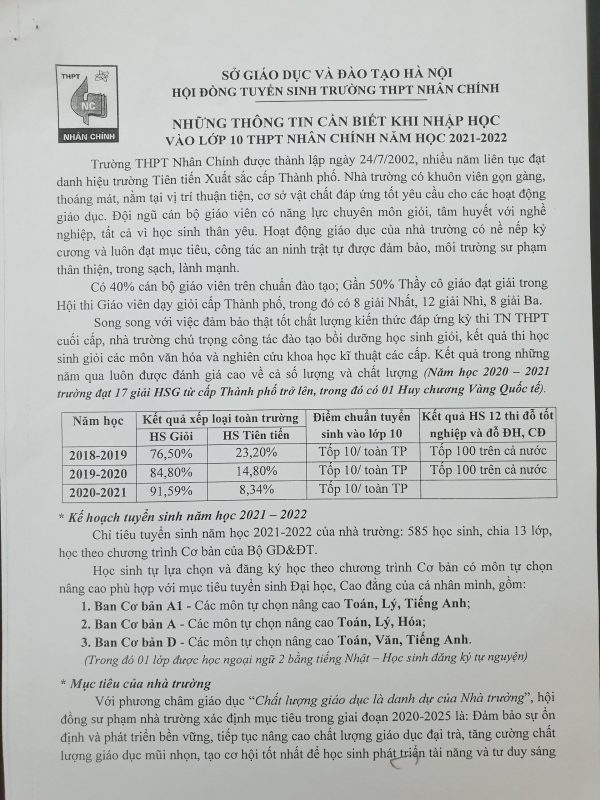 THPT
NC
NHÂN CHÍNH
SỞ GIÁO DỤC VÀ ĐÀO TẠO HÀ NỘI
HỘI ĐỒNG TUYỂN SINH TRƯỜNG THPT NHÂN CHÍNH
NHỮNG THÔNG TIN CẦN BIẾT KHI NHẬP HỌC
VÀO LỚP 10 THPT NHÂN CHÍNH NĂM HỌC 2021-2022
Trường THPT Nhân Chính được thành lập ngày 24/7/2002, nhiều năm liên tục đạt
danh hiệu trường Tiên tiến Xuất sắc cấp Thành phố. Nhà trường có khuôn viên gọn gàng,
thoáng mát, nằm tại vị trí thuận tiện, cơ sở vật chất đáp ứng tốt yêu cầu cho các hoạt động
giáo dục. Đội ngũ cán bộ giáo viên có năng lực chuyên môn giỏi, tâm huyết với nghề
nghiệp, tất cả vì học sinh thân yêu. Hoạt động giáo dục của nhà trường có nề nếp kỷ
cương và luôn đạt mục tiêu, công tác an ninh trật tự được đảm bảo, môi trường sư phạm
thân thiện, trong sạch, lành mạnh.
Có 40% cán bộ giáo viên trên chuẩn đào tạo; Gần 50% Thầy cô giáo đạt giải trong
Hội thi Giáo viên dạy giỏi cấp Thành phố, trong đó có 8 giải Nhất, 12 giải Nhì, 8 giải Ba.
Song song với việc đảm bảo thật tốt chất lượng kiến thức đáp ứng kỳ thi TN THPT
cuối cấp, nhà trường chú trọng công tác đào tạo bồi dưỡng học sinh giỏi, kết quả thi học
sinh giỏi các môn văn hóa và nghiên cứu khoa học kĩ thuật các cấp. Kết quả trong những
năm qua luôn được đánh giá cao về cả số lượng và chất lượng (Năm học 2020 – 2021
trường đạt 17 giải HSG từ cấp Thành phố trở lên, trong đó có 01 Huy chương Vàng Quốc tế).
Năm học Kết quả xếp loại toàn trường Điểm chuẩn tuyển sinh vào lớp 10 Kết quả HS 12 thi đỗ tốt nghiệp và đỗ ĐH, CĐ
HS Giỏi HS Tiên tiến
2018-2019 76,50% 23,20% Tốp 10/ toàn TP Tốp 100 trên cả nước
2019-2020 84,80% 14,80% Tốp 10/ toàn TP Tốp 100 trên cả nước
2020-2021 91,59% 8,34% Tốp 10/ toàn TP
* Kế hoạch tuyển sinh năm học 2021 – 2022
Chỉ tiêu tuyển sinh năm học 2021-2022 của nhà trường: 585 học sinh, chia 13 lớp,
học theo chương trình Cơ bản của Bộ GD&ĐT.
Học sinh tự lựa chọn và đăng ký học theo chương trình Cơ bản có môn tự chọn
nâng cao phù hợp với mục tiêu tuyển sinh Đại học, Cao đẳng của cá nhân mình, gồm:
1. Ban Cơ bản A1 - Các môn tự chọn nâng cao Toán, Lý, Tiếng Anh;
2. Ban Cơ bản A - Các môn tự chọn nâng cao Toán, Lý, Hóa;
3. Ban Cơ bản D - Các môn tự chọn nâng cao Toán, Văn, Tiếng Anh.
(Trong đó 01 lớp được học ngoại ngữ 2 bằng tiếng Nhật – Học sinh đăng ký tự nguyện)
* Mục tiêu của nhà trường
Với phương châm giáo dục “Chất lượng giáo dục là danh dự của Nhà trường”, hội
đồng sư phạm nhà trường xác định mục tiêu trong giai đoạn 2020-2025 là: Đảm bảo sự ổn
định và phát triển bền vững, tiếp tục nâng cao chất lượng giáo dục đại trà, tăng cường chất
lượng giáo dục mũi nhọn, tạo cơ hội tốt nhất để học sinh phát triển tài năng và tư duy sáng